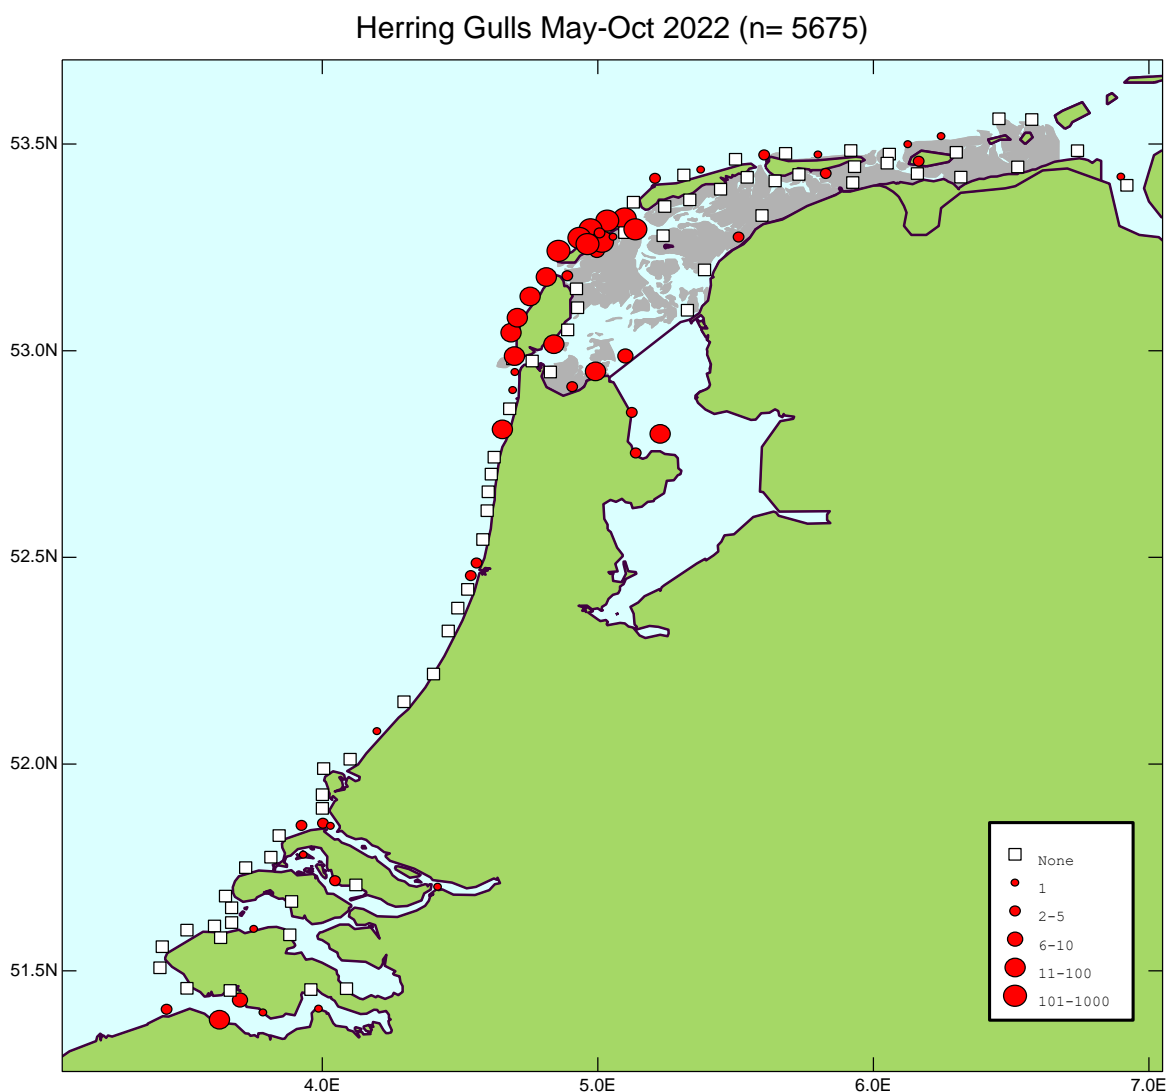 Herring Gulls May-Oct 2022 (n= 5675)
53.5N
53.0N
52.5N
52.0N
51.5N
None
1
2-5
6-10
11-100
101-1000
4.0E
5.0E
6.0E
7.0E